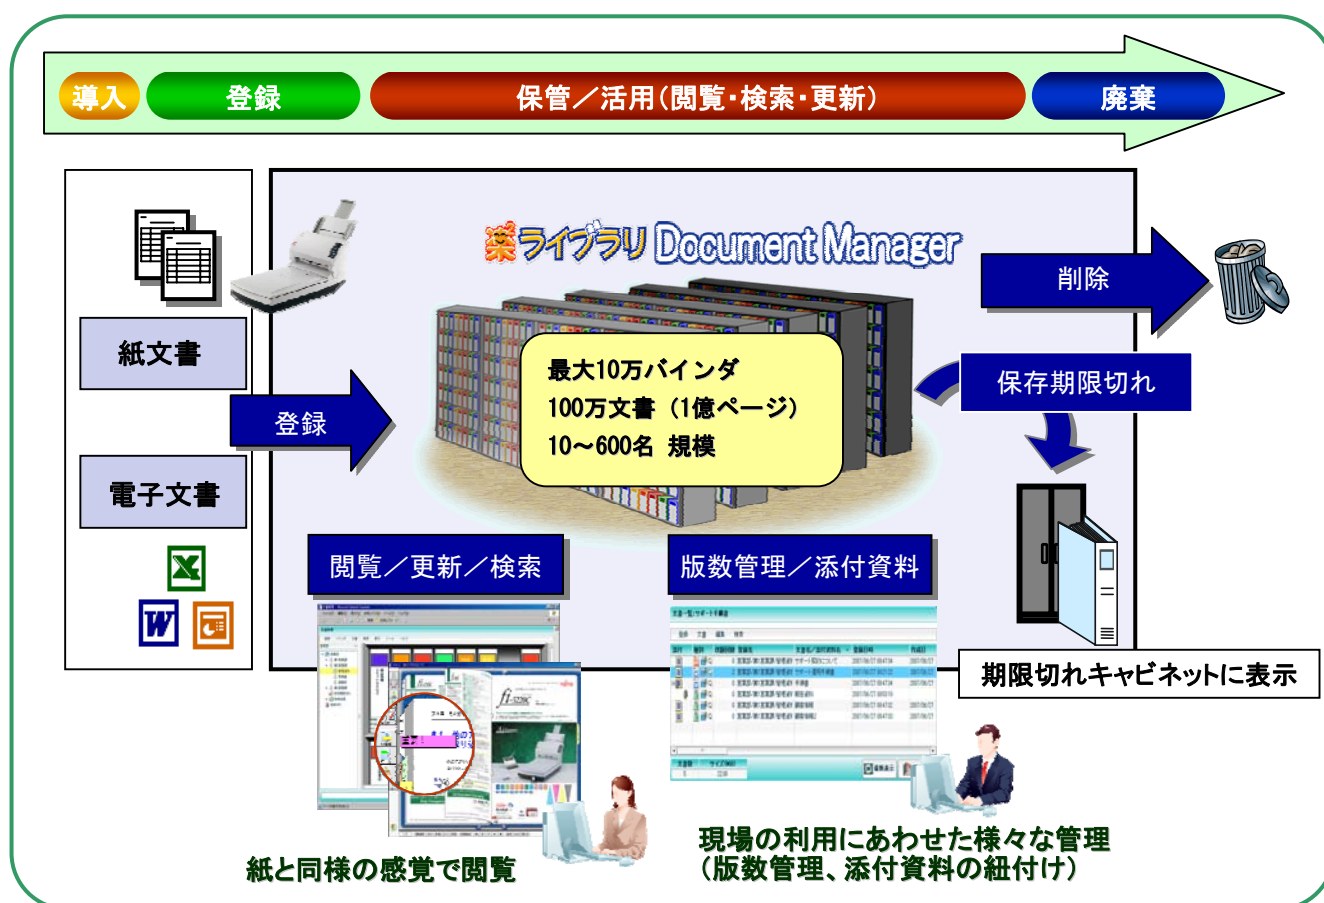 導入
登録
保管／活用（閲覧・検索・更新）
廃棄
楽ライブラリ Document Manager
削除
紙文書
最大10万バインダ
100万文書（1億ページ）
10～600名 規模
保存期限切れ
登録
電子文書
閲覧／更新／検索
版数管理／添付資料
期限切れキャビネットに表示
紙と同様の感覚で閲覧
現場の利用にあわせた様々な管理
（版数管理、添付資料の紐付け）